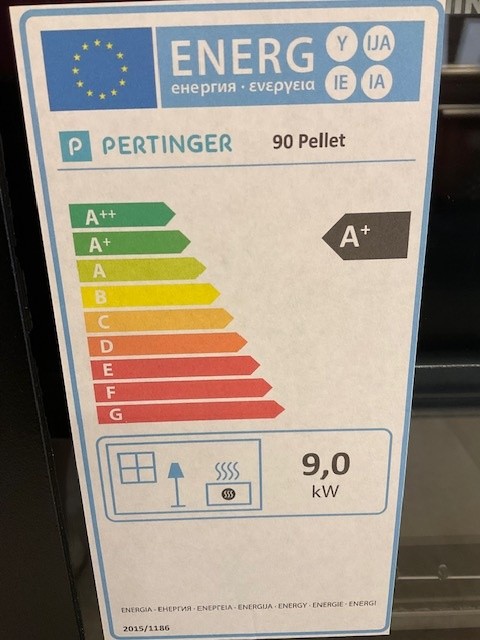 ENERG
енергия · ενεργεια
Y IJA
IE IA
P PERTINGER
90 Pellet
A++
A+
A
B
C
D
E
F
G
A+
9,0
kW
ENERGIA · ЕНЕРГИЯ · ΕΝΕΡΓΕΙΑ · ENERGIJA · ENERGY · ENERGIE · ENERGI
2015/1186